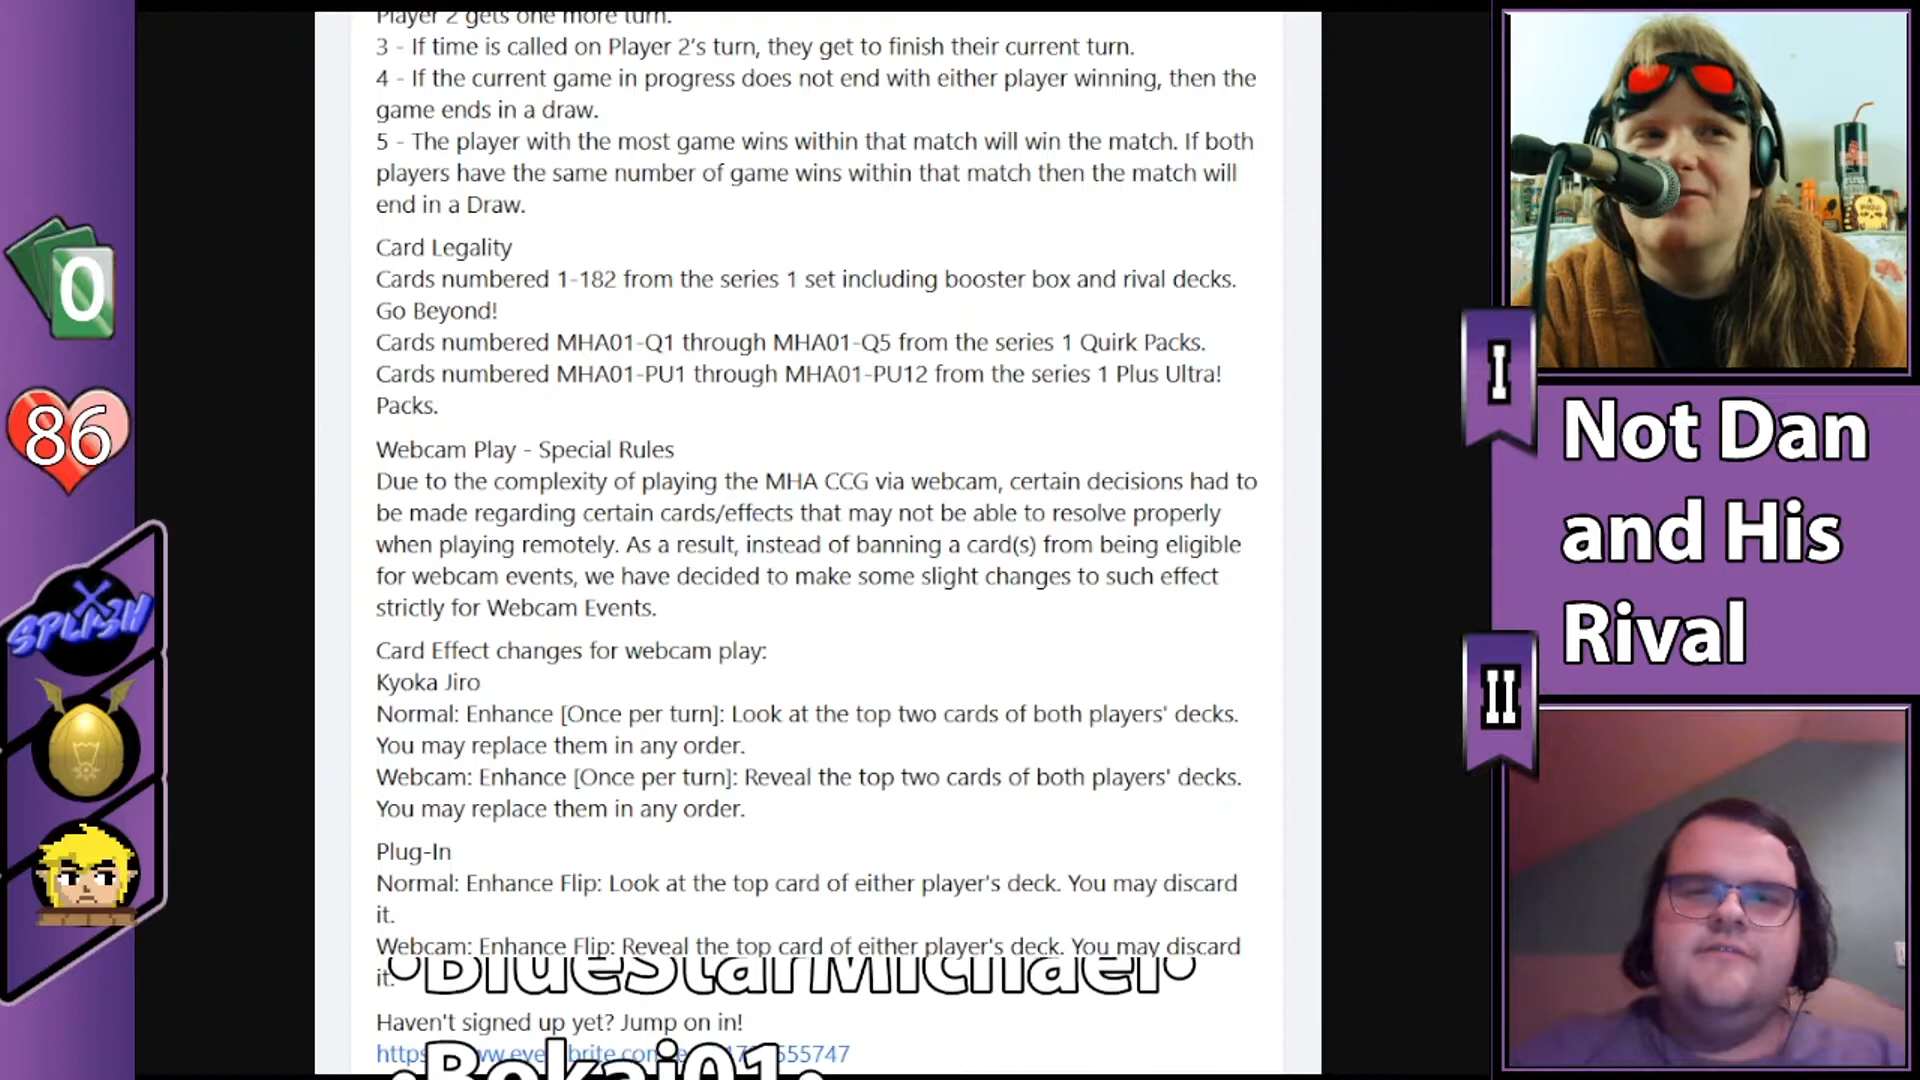 Player 2 gets one more turn.
3 - If time is called on Player 2's turn, they get to finish their current turn.
4 - If the current game in progress does not end with either player winning, then the
game ends in a draw.
5 - The player with the most game wins within that match will win the match. If both
players have the same number of game wins within that match then the match will
end in a Draw.
Card Legality
Cards numbered 1-182 from the series 1 set including booster box and rival decks.
Go Beyond!
Cards numbered MHA01-Q1 through MHA01-Q5 from the series 1 Quirk Packs.
Cards numbered MHA01-PU1 through MHA01-PU12 from the series 1 Plus Ultra!
Packs.
Webcam Play - Special Rules
Due to the complexity of playing the MHA CCG via webcam, certain decisions had to
be made regarding certain cards/effects that may not be able to resolve properly
when playing remotely. As a result, instead of banning a card(s) from being eligible
for webcam events, we have decided to make some slight changes to such effect
strictly for Webcam Events.
Card Effect changes for webcam play:
Kyoka Jiro
Normal: Enhance [Once per turn]: Look at the top two cards of both players' decks.
You may replace them in any order.
Webcam: Enhance [Once per turn]: Reveal the top two cards of both players' decks.
You may replace them in any order.
Plug-In
Normal: Enhance Flip: Look at the top card of either player's deck. You may discard
it.
Webcam: Enhance Flip: Reveal the top card of either player's deck. You may discard
it.
•BlueStarMichael•
Haven't signed up yet? Jump on in!
•Bokai01•
0
86
SPLASH
I
Not Dan
and His
Rival
II